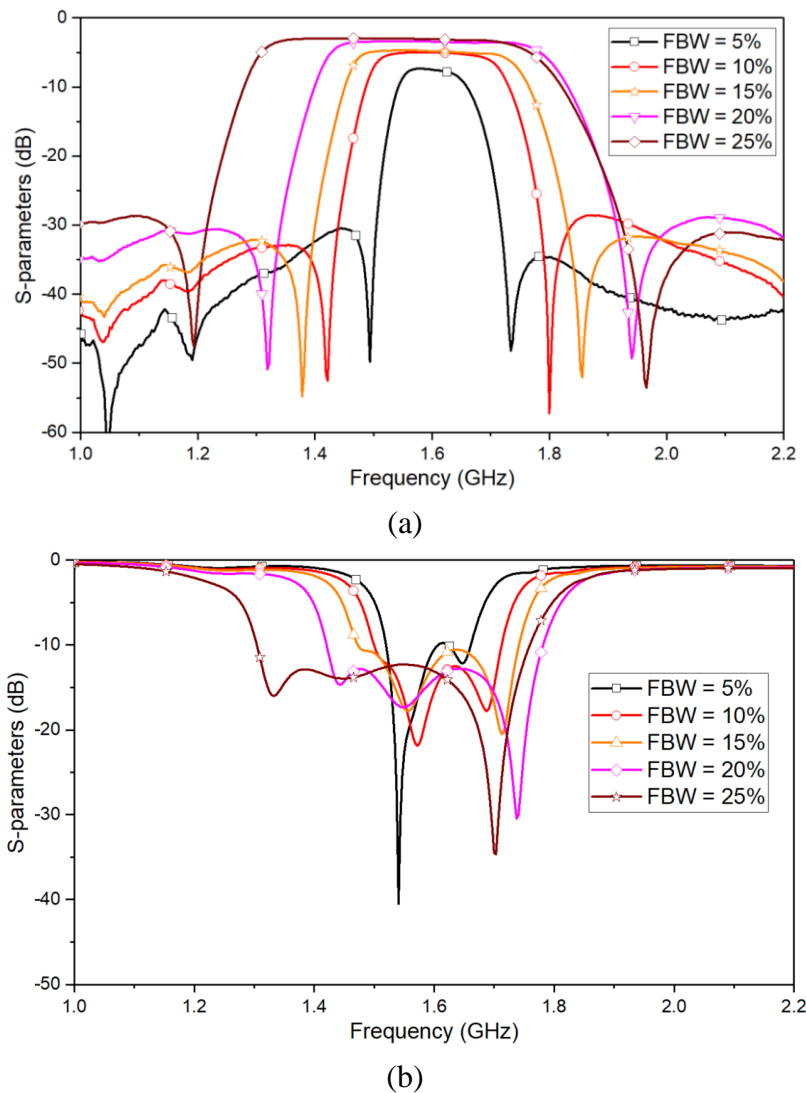 0
-10
-20
-30
-40
-50
-60
S-parameters (dB)
FBW = 5%
FBW = 10%
FBW = 15%
FBW = 20%
FBW = 25%
1.0 1.2 1.4 1.6 1.8 2.0 2.2
Frequency (GHz)
(a)
0
-10
-20
-30
-40
-50
S-parameters (dB)
FBW = 5%
FBW = 10%
FBW = 15%
FBW = 20%
FBW = 25%
1.0 1.2 1.4 1.6 1.8 2.0 2.2
Frequency (GHz)
(b)